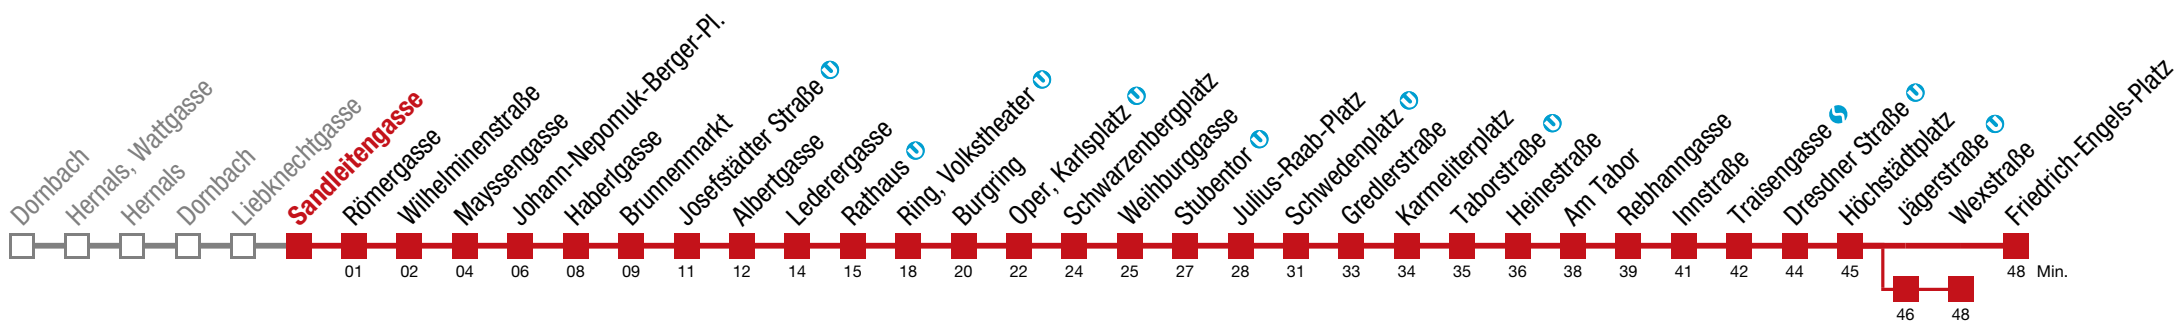 Dornbach
Hernals, Wattgasse
Hernals
Dornbach
Liebknechtgasse
Sandleitengasse
Römergasse
Wilhelminenstraße
Mayssengasse
Johann-Nepomuk-Berger-Pl.
Haberlgasse
Brunnenmarkt
Josefstädter Straße U
Albertgasse
Lederergasse
Rathaus U
Ring, Volkstheater U
Burgring
Oper, Karlsplatz U
Schwarzenbergplatz
Weihburggasse
Stubentor U
Julius-Raab-Platz
Schwedenplatz U
Gredlerstraße
Karmeliterplatz
Taborstraße U
Heinestraße
Am Tabor
Rebhanngasse
Innstraße
Traisengasse S
Dresdner Straße U
Höchstädtplatz
Jägerstraße U
Wexstraße
Friedrich-Engels-Platz
01 02 04 06 08 09 11 12 14 15 18 20 22 24 25 27 28 31 33 34 35 36 38 39 41 42 44 45 48 Min.
46 48